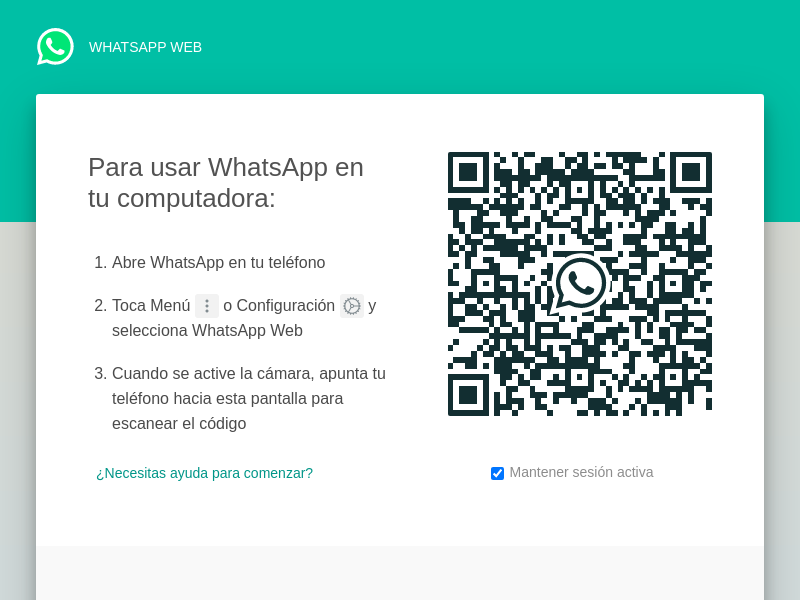 WHATSAPP WEB
Para usar WhatsApp en
tu computadora:
1. Abre WhatsApp en tu teléfono
2. Toca Menú o Configuración y
selecciona WhatsApp Web
3. Cuando se active la cámara, apunta tu
teléfono hacia esta pantalla para
escanear el código
¿Necesitas ayuda para comenzar?
Mantener sesión activa